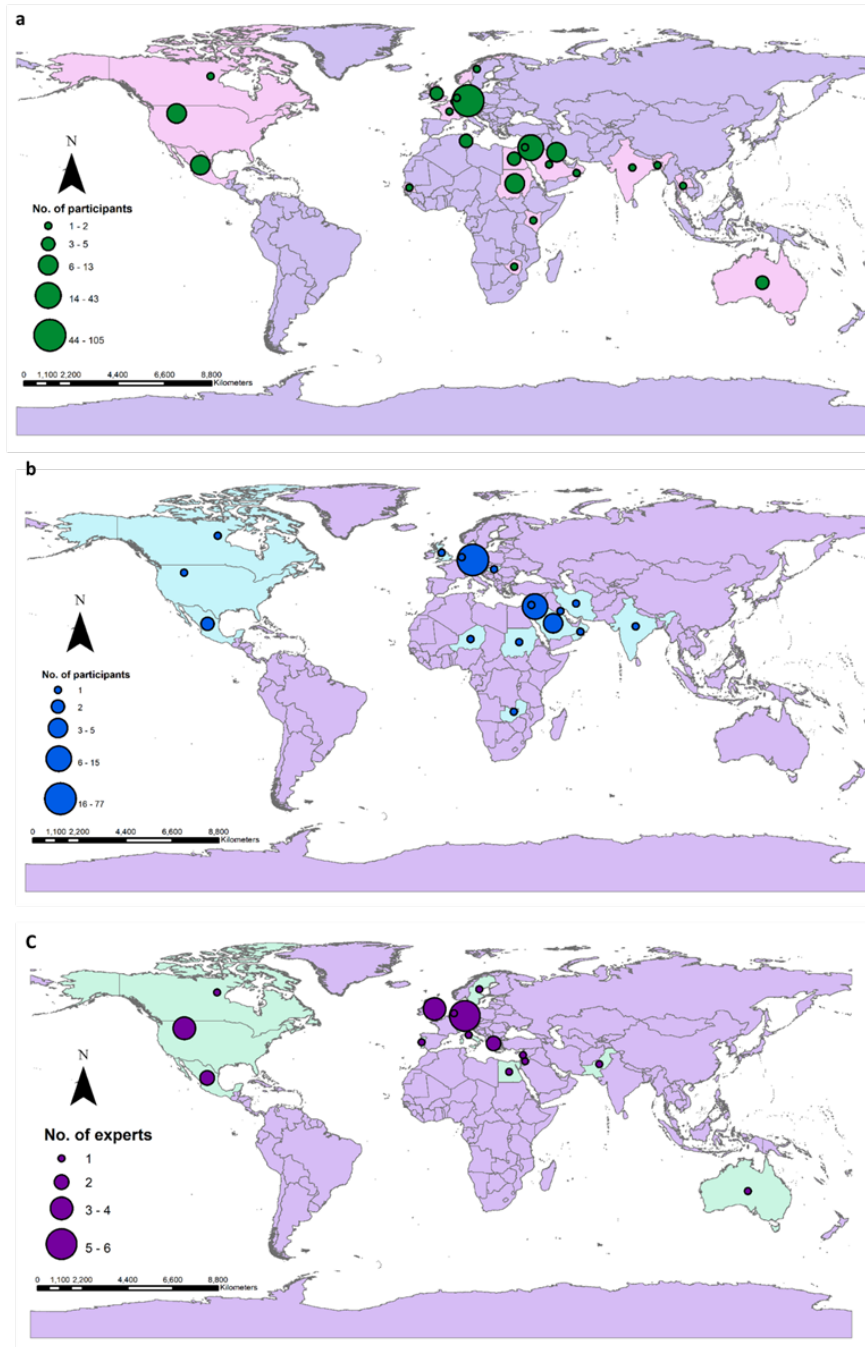 a
N
No. of participants
1 - 2
3 - 5
6 - 13
14 - 43
44 - 105
0 1,100 2,200 4,400 6,600 8,800
Kilometers
b
N
No. of participants
1
2
3 - 5
6 - 15
16 - 77
0 1,100 2,200 4,400 6,600 8,800
Kilometers
C
N
No. of experts
1
2
3 - 4
5 - 6
0 1,100 2,200 4,400 6,600 8,800
Kilometers